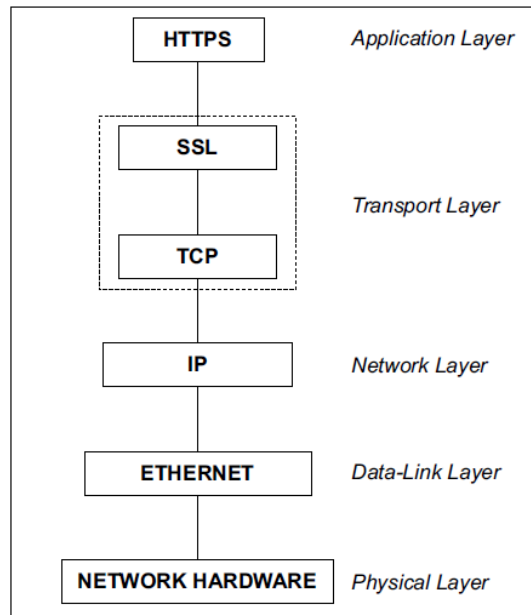 HTTPS Application Layer
SSL
Transport Layer
TCP
IP Network Layer
ETHERNET Data-Link Layer
NETWORK HARDWARE Physical Layer